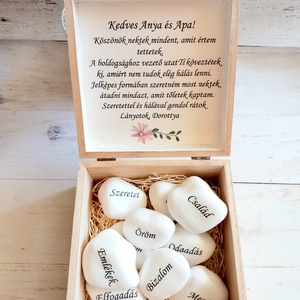 Kedves Anya és Apa!
Köszönök nektek mindent, amit értem
tettetek.
A boldogsághoz vezető utat Ti köveztétek
ki, amiért nem tudok elég hálás lenni.
Jelképes formában szeretném most nektek,
átadni mindazt, amit tőletek kaptam.
Szeretettel és hálával gondol rátok
Lányotok, Dorottya
Szeretet
Család
Öröm
Odaadás
Emlékek
Bizalom
Elfogadás